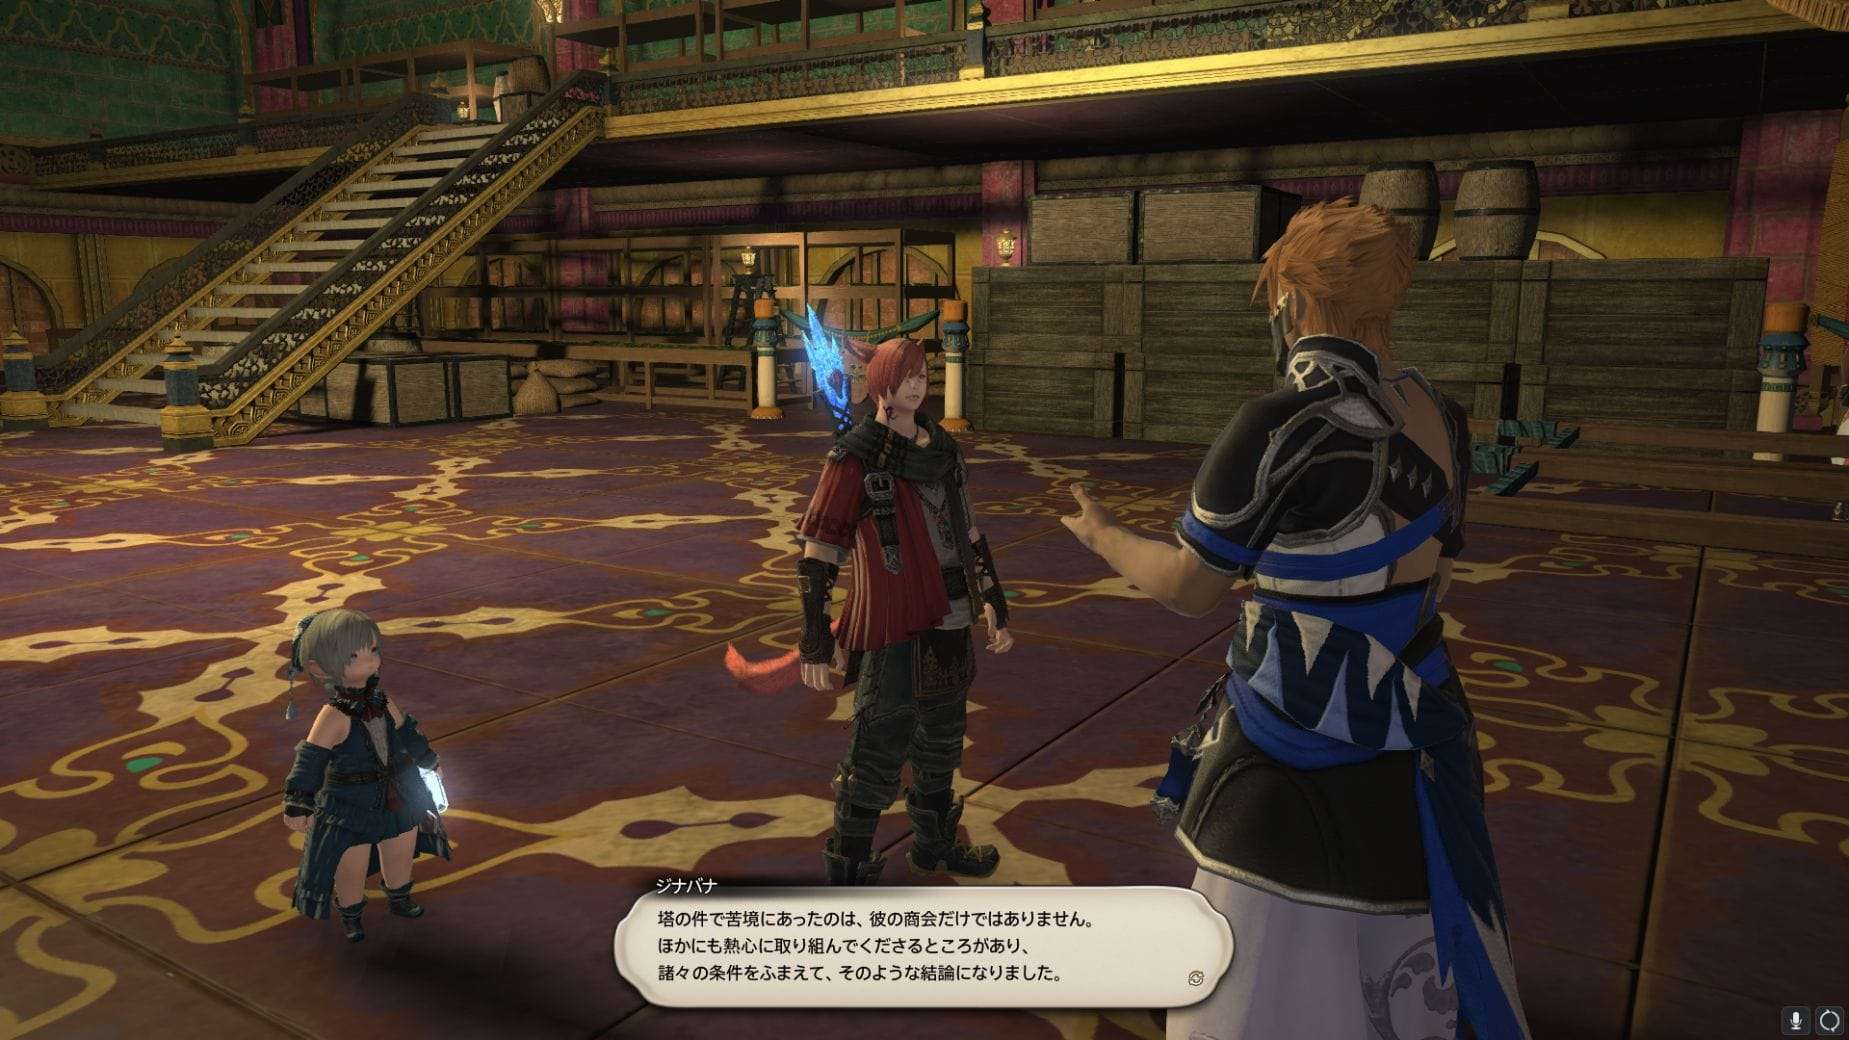 ジナバナ
塔の件で苦境にあったのは、彼の商会だけではありません。
ほかにも熱心に取り組んでくださるところがあり、
諸々の条件をふまえて、そのような結論になりました。